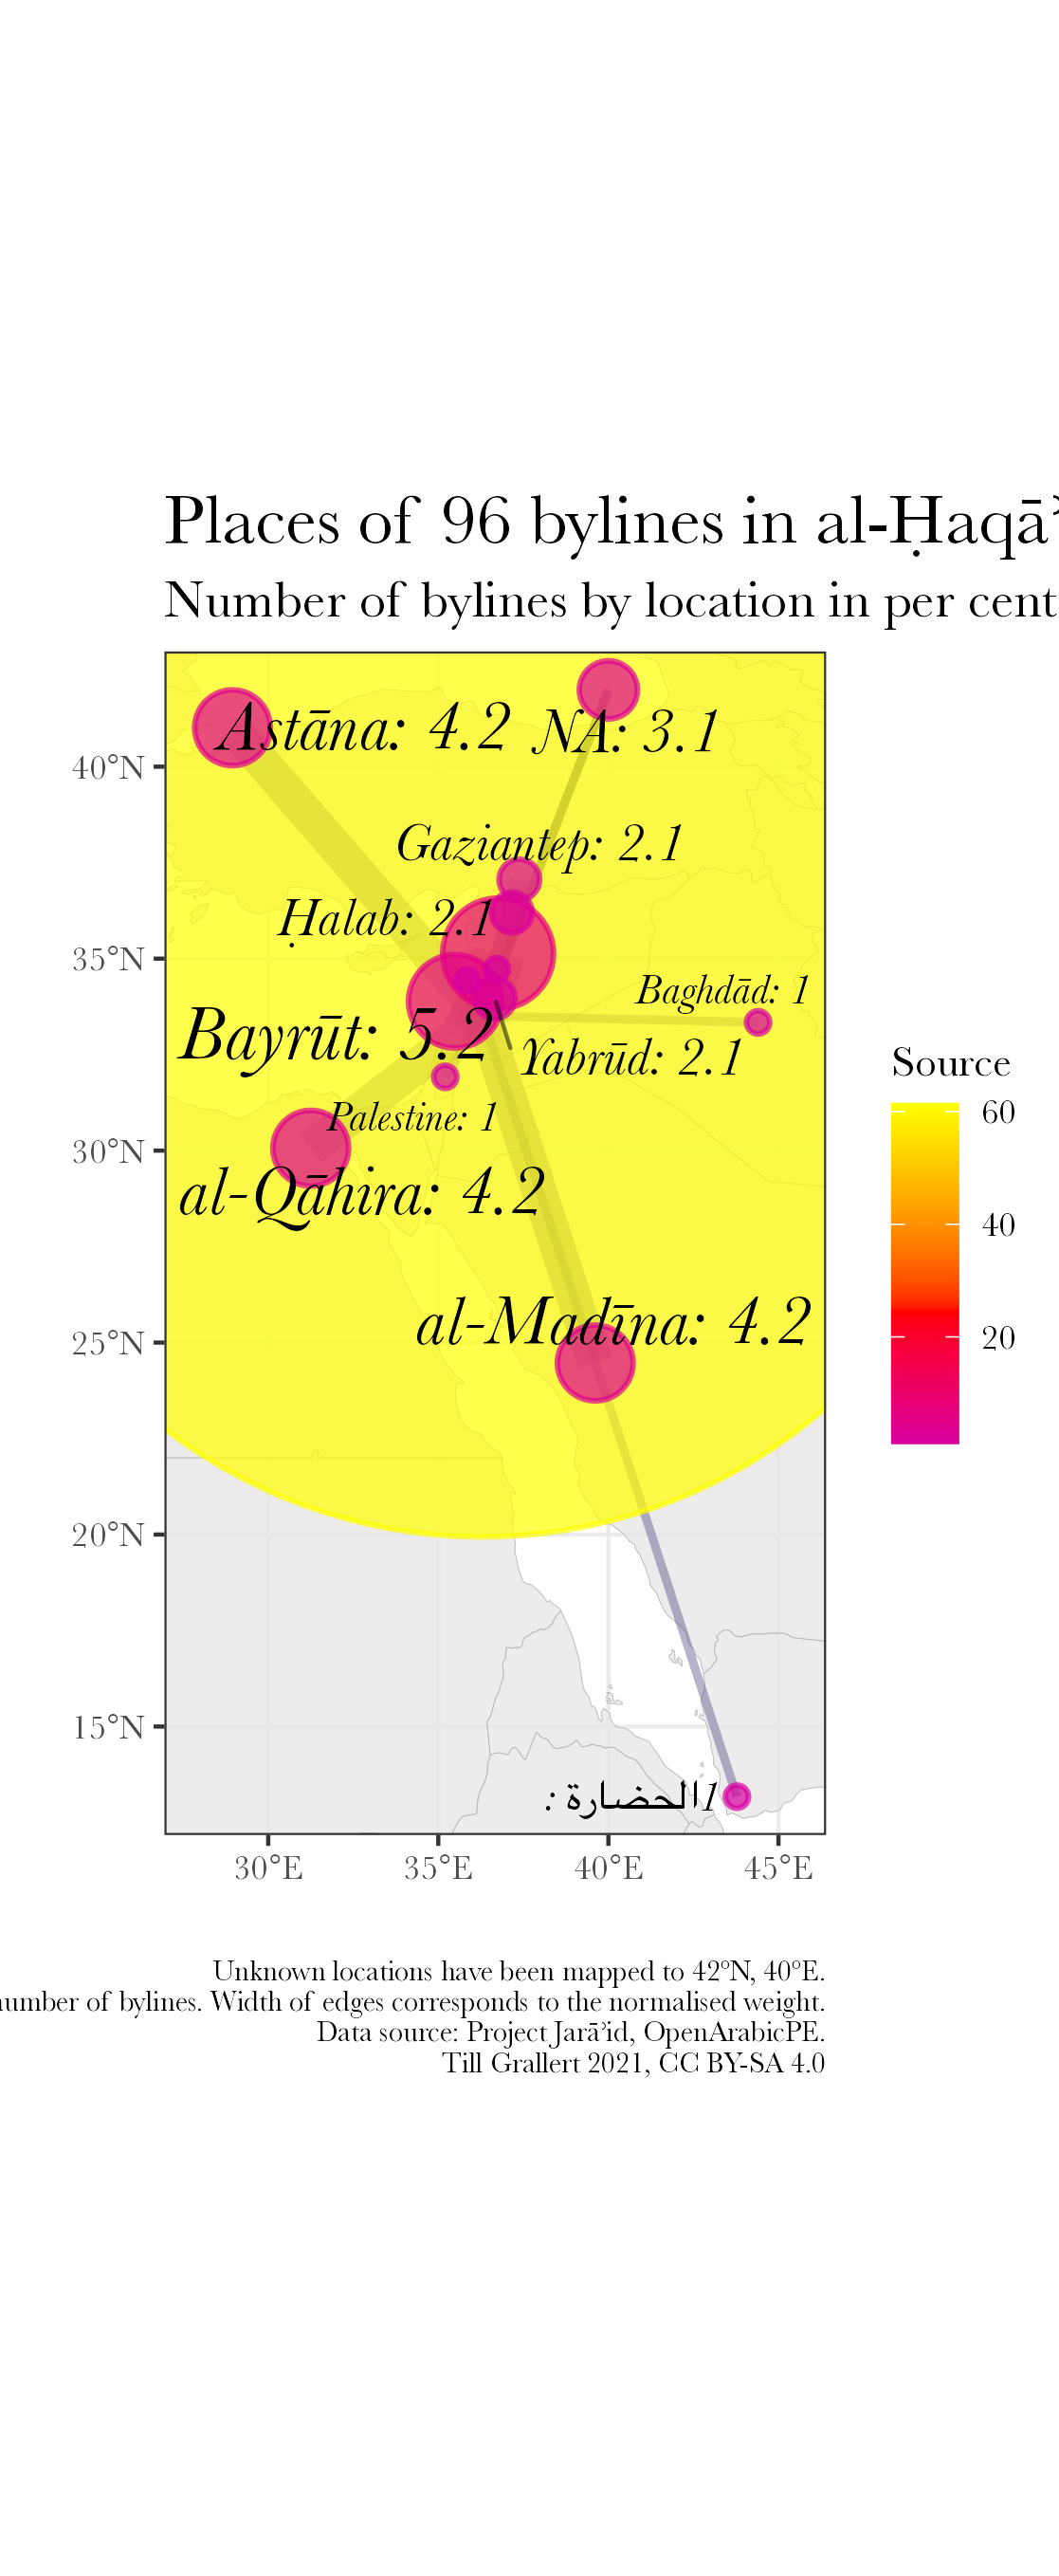 Places of 96 bylines in al-Ḥaqāʾ
Number of bylines by location in per cent
Astāna: 4.2
NA: 3.1
40°N
Gaziantep: 2.1
Ḥalab: 2.1
35°N
Baghdād: 1
Bayrūt: 5.2
Yabrūd: 2.1
Source
60
Palestine: 1
30°N
al-Qāhira: 4.2
40
al-Madīna: 4.2
25°N
20
20°N
15°N
الحضارة : 1
30°E
35°E
40°E
45°E
Unknown locations have been mapped to 42°N, 40°E.
number of bylines. Width of edges corresponds to the normalised weight.
Data source: Project Jarāʾid, OpenArabicPE.
Till Grallert 2021, CC BY-SA 4.0